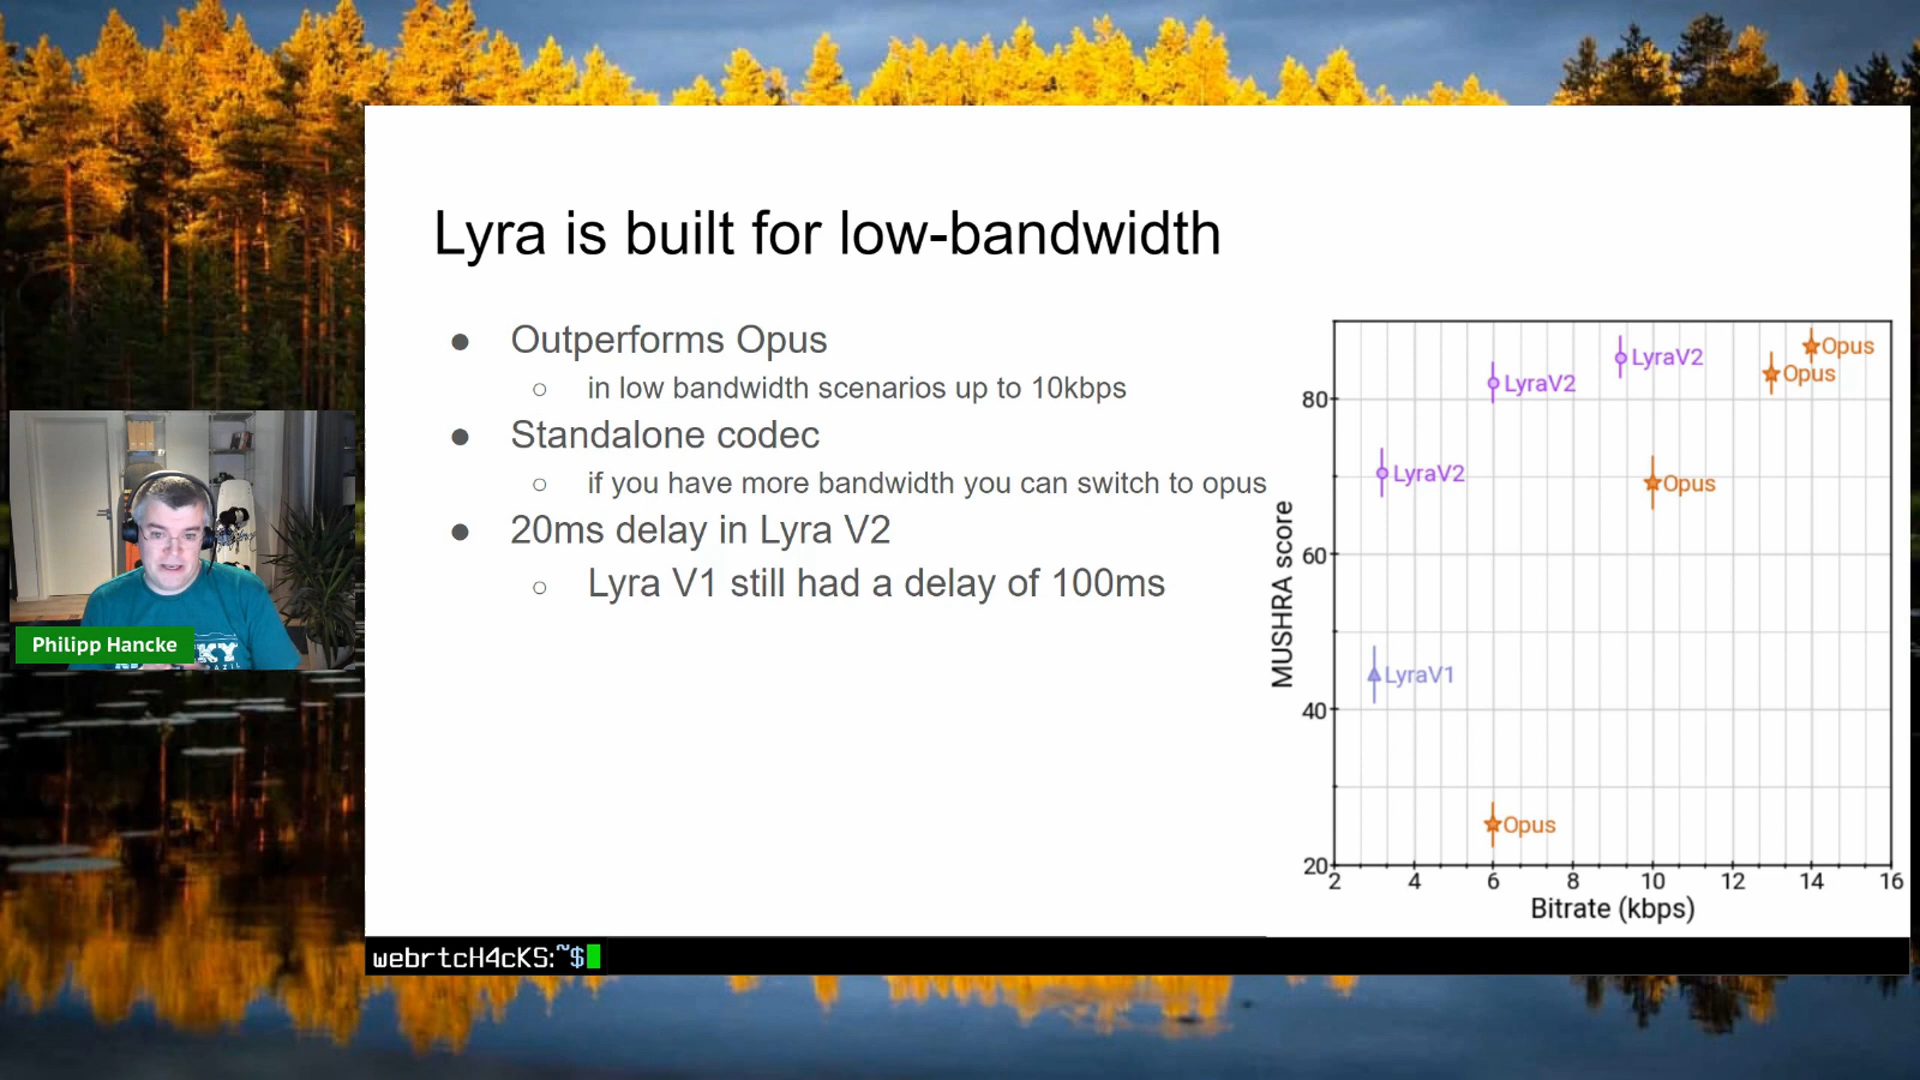 Lyra is built for low-bandwidth
● Outperforms Opus
○ in low bandwidth scenarios up to 10kbps
● Standalone codec
○ if you have more bandwidth you can switch to opus
● 20ms delay in Lyra V2
○ Lyra V1 still had a delay of 100ms
Philipp Hancke
KY
AZIL
MUSHRA score
80
60
40
20
Opus
LyraV2
Opus
LyraV2
LyraV2
Opus
LyraV1
Opus
2 4 6 8 10 12 14 16
Bitrate (kbps)
webrtcH4cKS:~$